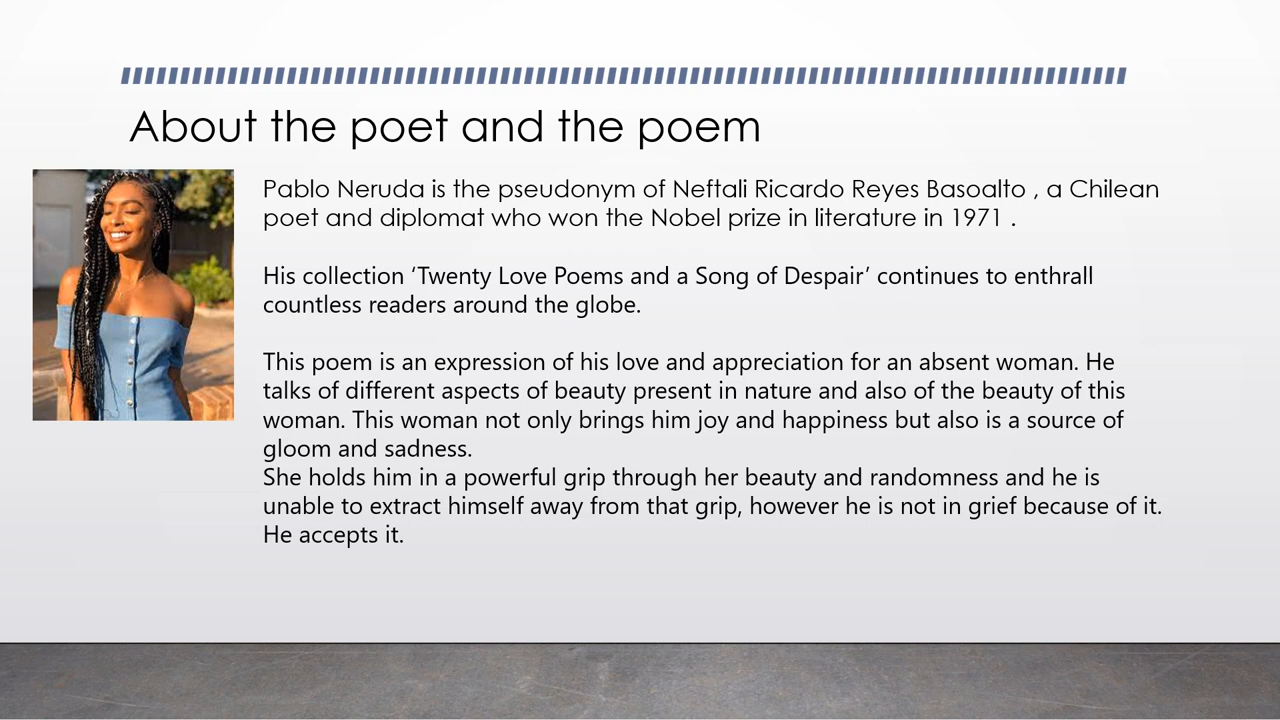 About the poet and the poem
Pablo Neruda is the pseudonym of Neftali Ricardo Reyes Basoalto , a Chilean
poet and diplomat who won the Nobel prize in literature in 1971 .
His collection ‘Twenty Love Poems and a Song of Despair’ continues to enthrall
countless readers around the globe.
This poem is an expression of his love and appreciation for an absent woman. He
talks of different aspects of beauty present in nature and also of the beauty of this
woman. This woman not only brings him joy and happiness but also is a source of
gloom and sadness.
She holds him in a powerful grip through her beauty and randomness and he is
unable to extract himself away from that grip, however he is not in grief because of it.
He accepts it.